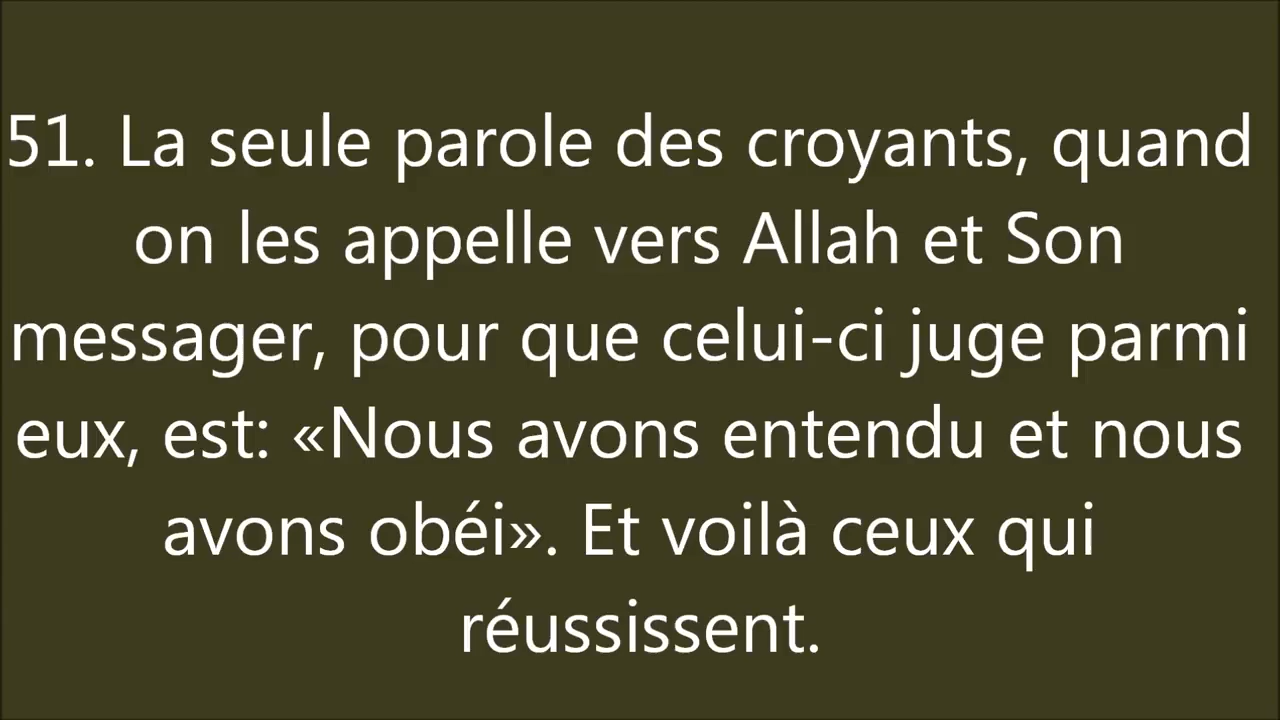 51. La seule parole des croyants, quand
on les appelle vers Allah et Son
messager, pour que celui-ci juge parmi
eux, est: «Nous avons entendu et nous
avons obéi». Et voilà ceux qui
réussissent.